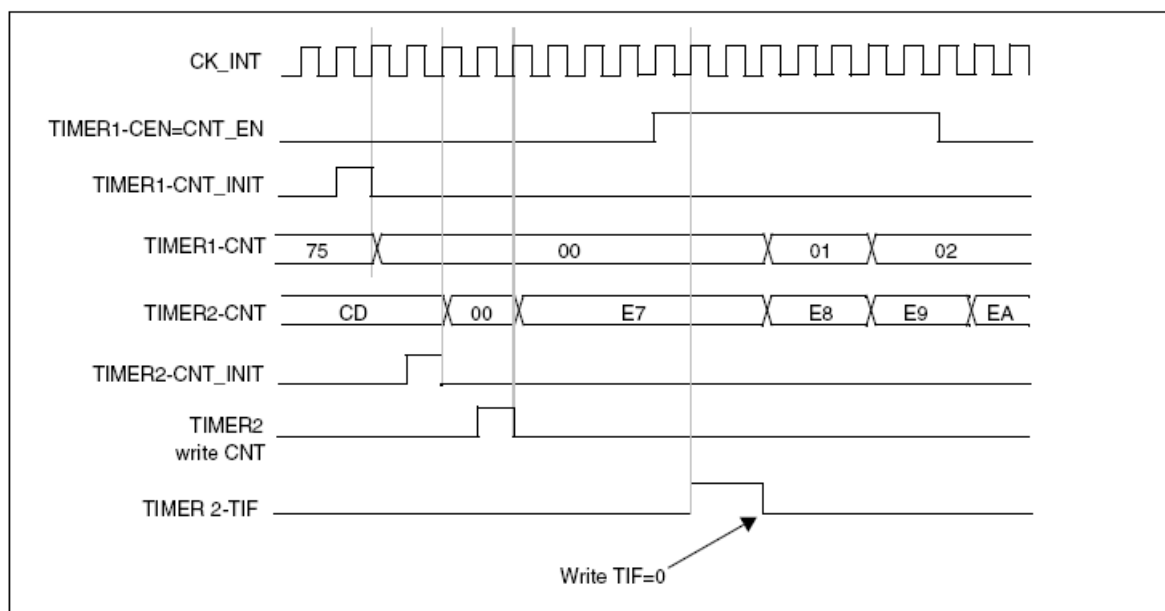 CK_INT
TIMER1-CEN=CNT_EN
TIMER1-CNT_INIT
TIMER1-CNT 75 00 01 02
TIMER2-CNT CD 00 E7 E8 E9 EA
TIMER2-CNT_INIT
TIMER2
write CNT
TIMER 2-TIF
Write TIF=0